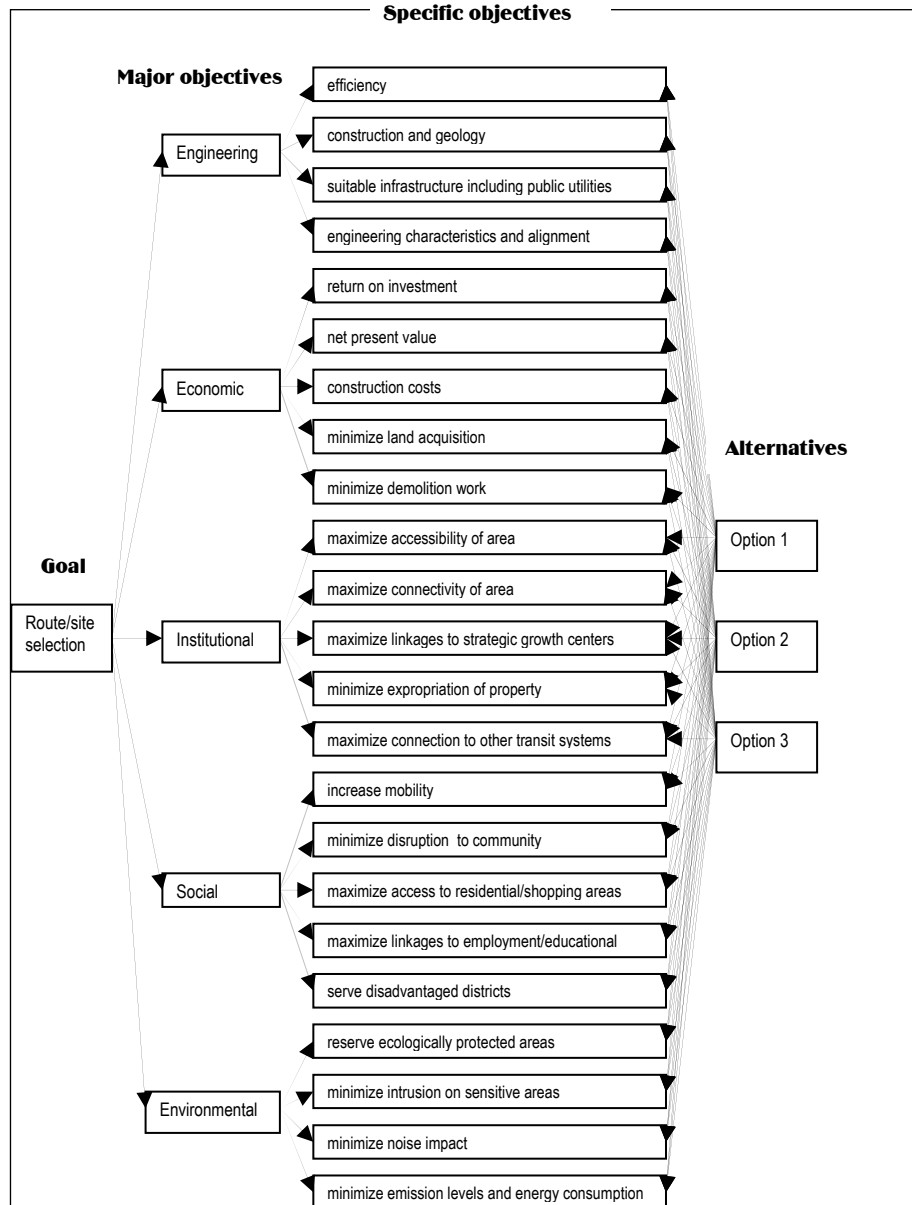 Specific objectives
Major objectives
efficiency
construction and geology
Engineering
suitable infrastructure including public utilities
engineering characteristics and alignment
return on investment
net present value
Economic
construction costs
minimize land acquisition
Alternatives
minimize demolition work
maximize accessibility of area
Option 1
Goal
maximize connectivity of area
Route/site
selection
Institutional
maximize linkages to strategic growth centers
Option 2
minimize expropriation of property
maximize connection to other transit systems
Option 3
increase mobility
minimize disruption to community
Social
maximize access to residential/shopping areas
maximize linkages to employment/educational
serve disadvantaged districts
reserve ecologically protected areas
minimize intrusion on sensitive areas
Environmental
minimize noise impact
minimize emission levels and energy consumption